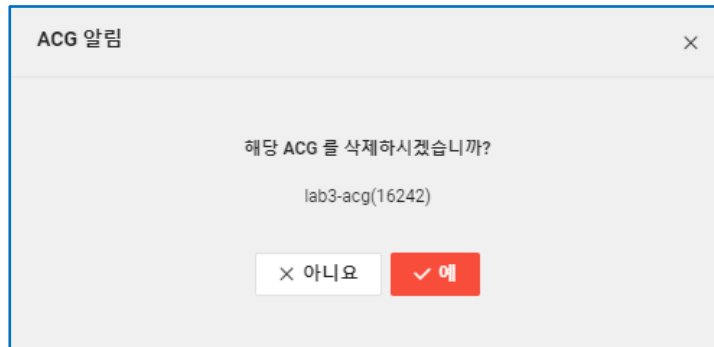 ACG 알림
해당 ACG 를 삭제하시겠습니까?
lab3-acg(16242)
아니요 예